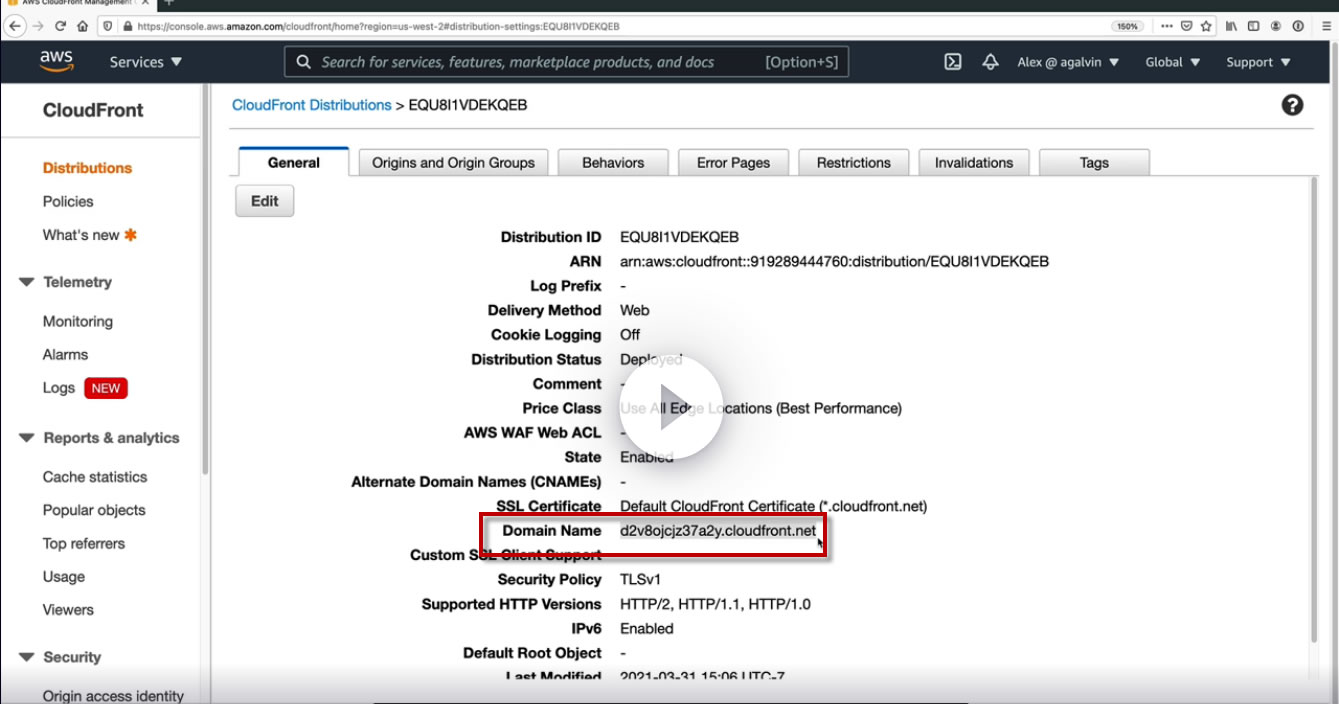 AWS CloudFront Management
https://console.aws.amazon.com/cloudfront/home?region=us-west-2#distribution-settings:EQU8I1VDEKQEB
150%
aws
Services
Search for services, features, marketplace products, and docs
[Option+S]
Alex @ agalvin
Global
Support
CloudFront
Distributions
Policies
What's new
Telemetry
Monitoring
Alarms
Logs NEW
Reports & analytics
Cache statistics
Popular objects
Top referrers
Usage
Viewers
Security
Origin access identity
CloudFront Distributions > EQU8I1VDEKQEB
General
Origins and Origin Groups
Behaviors
Error Pages
Restrictions
Invalidations
Tags
Edit
Distribution ID EQU8I1VDEKQEB
ARN arn:aws:cloudfront::919289444760:distribution/EQU8I1VDEKQEB
Log Prefix -
Delivery Method Web
Cookie Logging Off
Distribution Status Deployed
Comment -
Price Class Use All Edge Locations (Best Performance)
AWS WAF Web ACL -
State Enabled
Alternate Domain Names (CNAMEs) -
SSL Certificate Default CloudFront Certificate (*.cloudfront.net)
Domain Name d2v8ojcjz37a2y.cloudfront.net
Custom SSL Client Support
Security Policy TLSv1
Supported HTTP Versions HTTP/2, HTTP/1.1, HTTP/1.0
IPv6 Enabled
Default Root Object -
Last Modified 2021-03-31 15:06 UTC-7